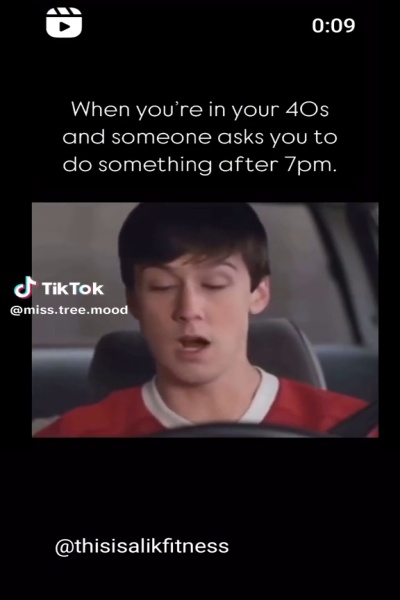 0:09
When you're in your 40s
and someone asks you to
do something after 7pm.
TikTok
@miss.tree.mood
@thisisalikfitness